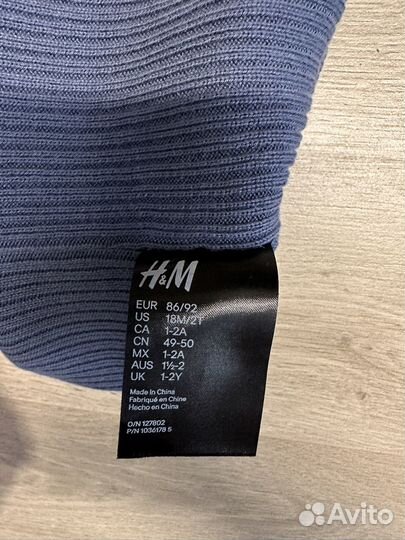 H&M
EUR 86/92
US 18M/2T
CA 1-2A
CN 49-50
MX 1-2A
AUS 1½-2
UK 1-2Y
Made in China
Fabriqué en Chine
Hecho en China
O/N 127802
P/N 1036178 5
Avito